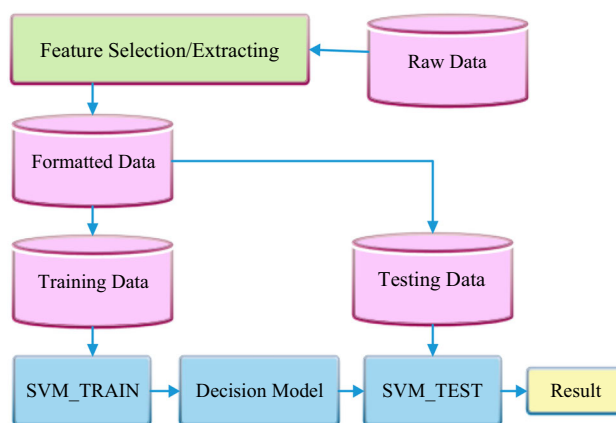 Feature Selection/Extracting
Raw Data
Formatted Data
Training Data
Testing Data
SVM_TRAIN
Decision Model
SVM_TEST
Result